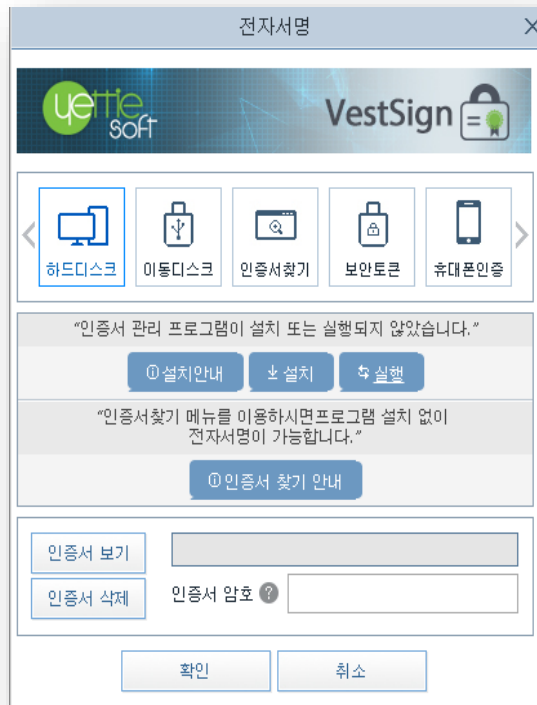 전자서명
yettie soft
VestSign
하드디스크 이동디스크 인증서찾기 보안토큰 휴대폰인증
“인증서 관리 프로그램이 설치 또는 실행되지 않았습니다.”
설치안내 설치 실행
“인증서찾기 메뉴를 이용하시면프로그램 설치 없이
전자서명이 가능합니다.”
인증서 찾기 안내
인증서 보기
인증서 삭제 인증서 암호 ?
확인 취소